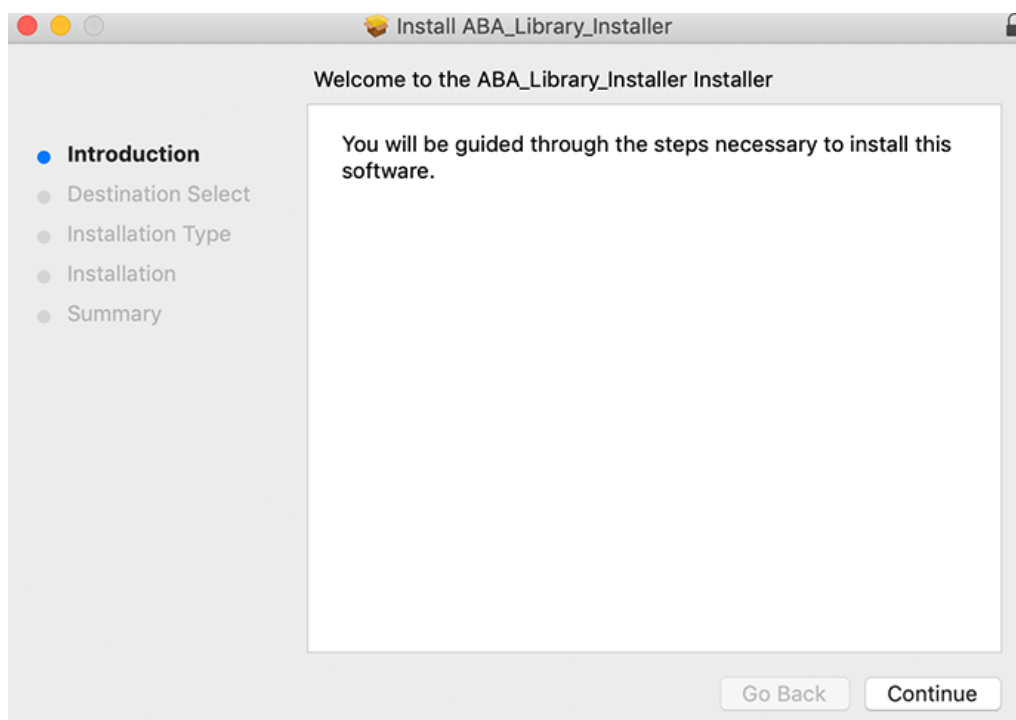 Install ABA_Library_Installer
Welcome to the ABA_Library_Installer Installer
Introduction
Destination Select
Installation Type
Installation
Summary
You will be guided through the steps necessary to install this
software.
Go Back
Continue